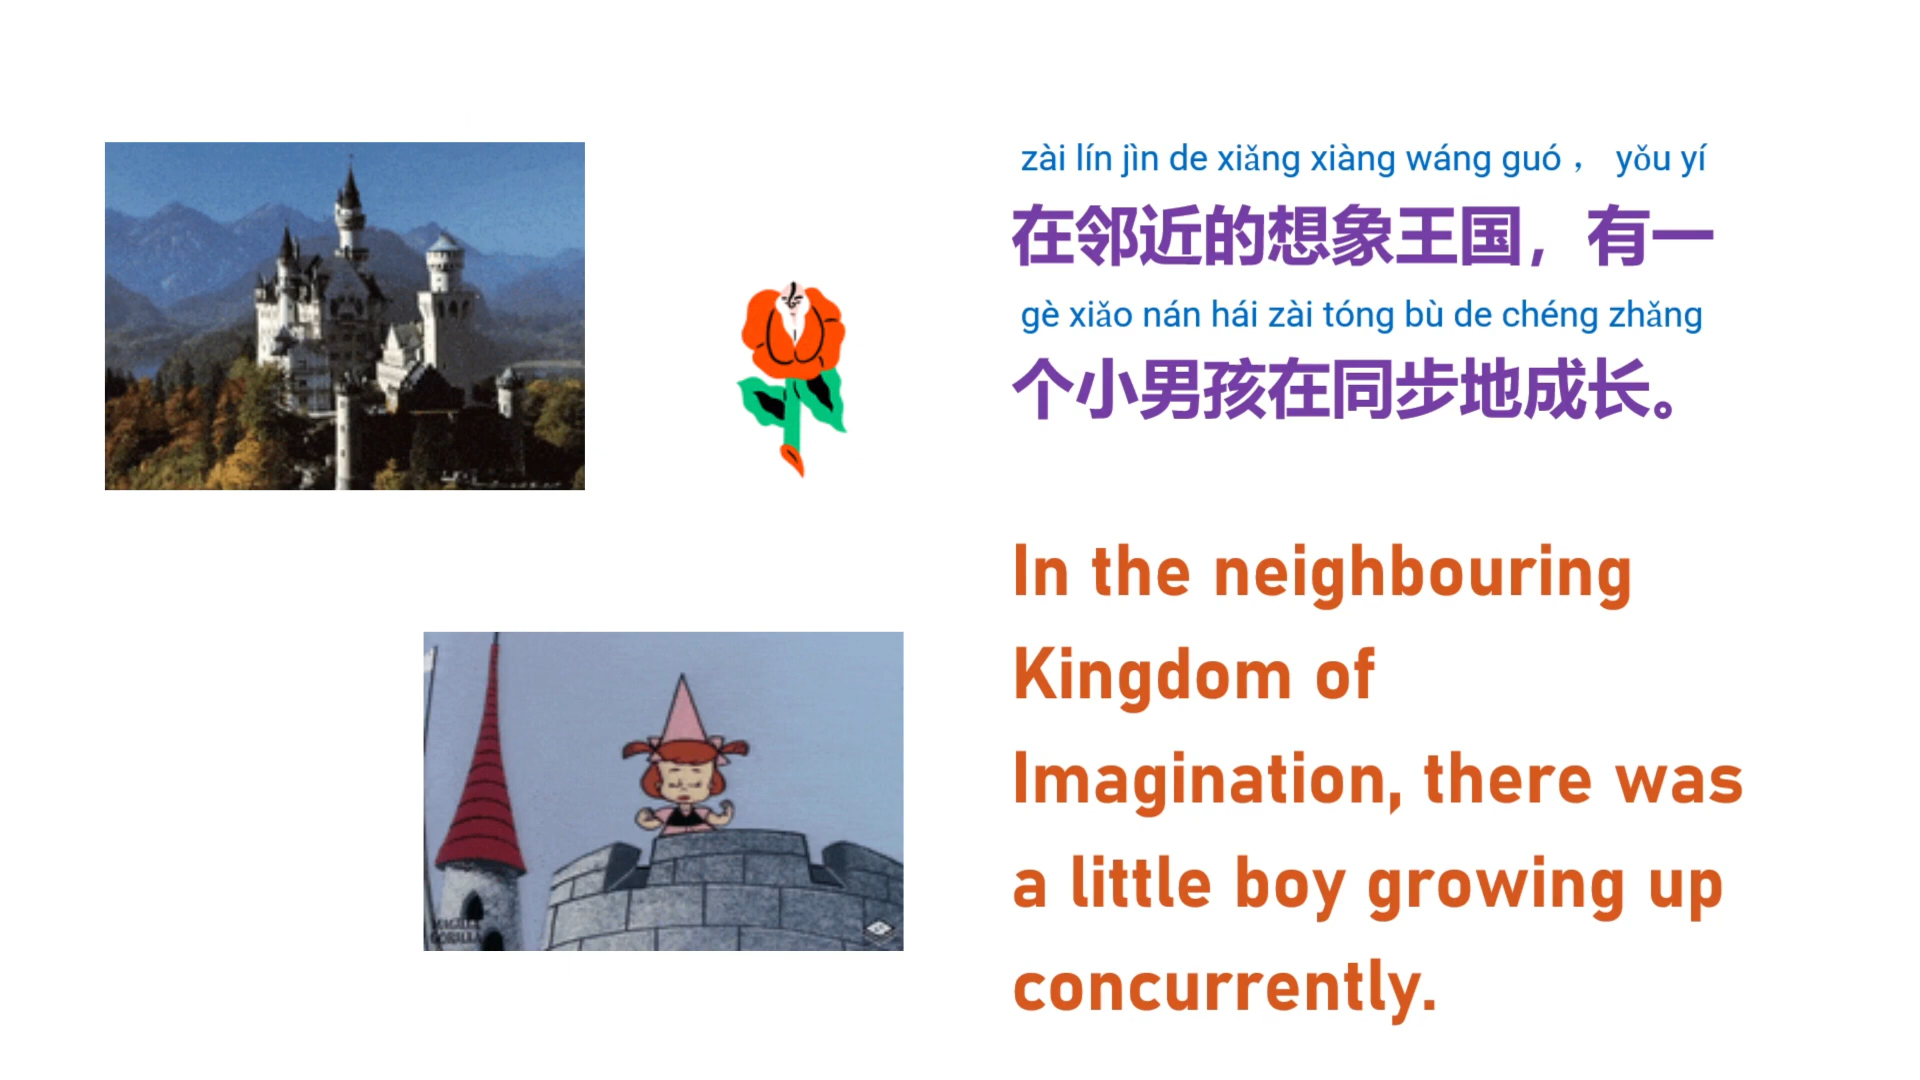 zài lín jìn de xiǎng xiàng wáng guó， yǒu yí
在邻近的想象王国，有一
gè xiǎo nán hái zài tóng bù de chéng zhǎng
个小男孩在同步地成长。
In the neighbouring
Kingdom of
Imagination, there was
a little boy growing up
concurrently.
MAGILLA
GORILLA